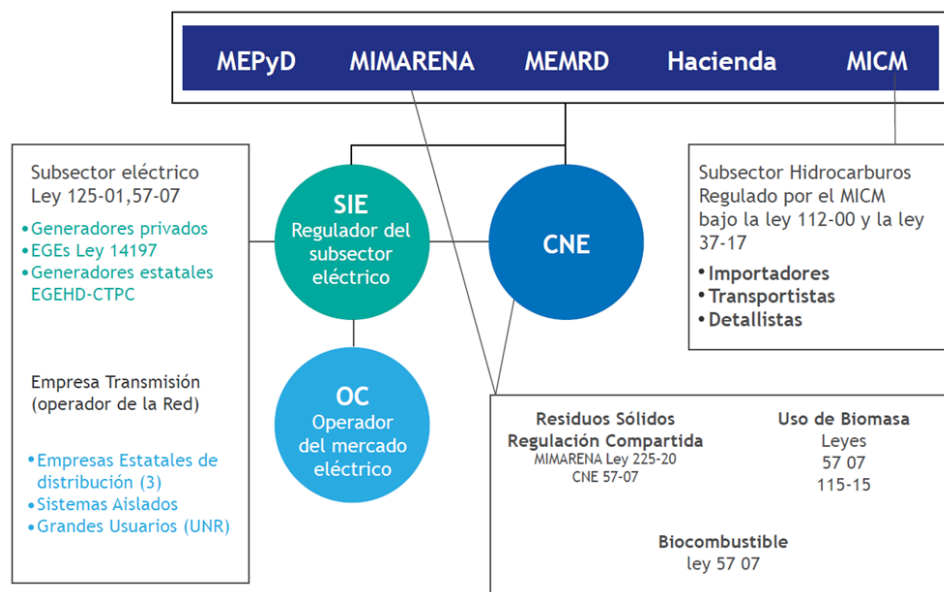 MEPyD MIMARENA MEMRD Hacienda MICM
Subsector eléctrico
Ley 125-01,57-07
• Generadores privados
• EGEs Ley 14197
• Generadores estatales
EGEHD-CTPC
Empresa Transmisión
(operador de la Red)
• Empresas Estatales de
distribución (3)
• Sistemas Aislados
• Grandes Usuarios (UNR)
SIE
Regulador del
subsector
eléctrico
CNE
OC
Operador
del mercado
eléctrico
Subsector Hidrocarburos
Regulado por el MICM
bajo la ley 112-00 y la ley
37-17
• Importadores
• Transportistas
• Detallistas
Residuos Sólidos
Regulación Compartida
MIMARENA Ley 225-20
CNE 57-07
Uso de Biomasa
Leyes
57 07
115-15
Biocombustible
ley 57 07